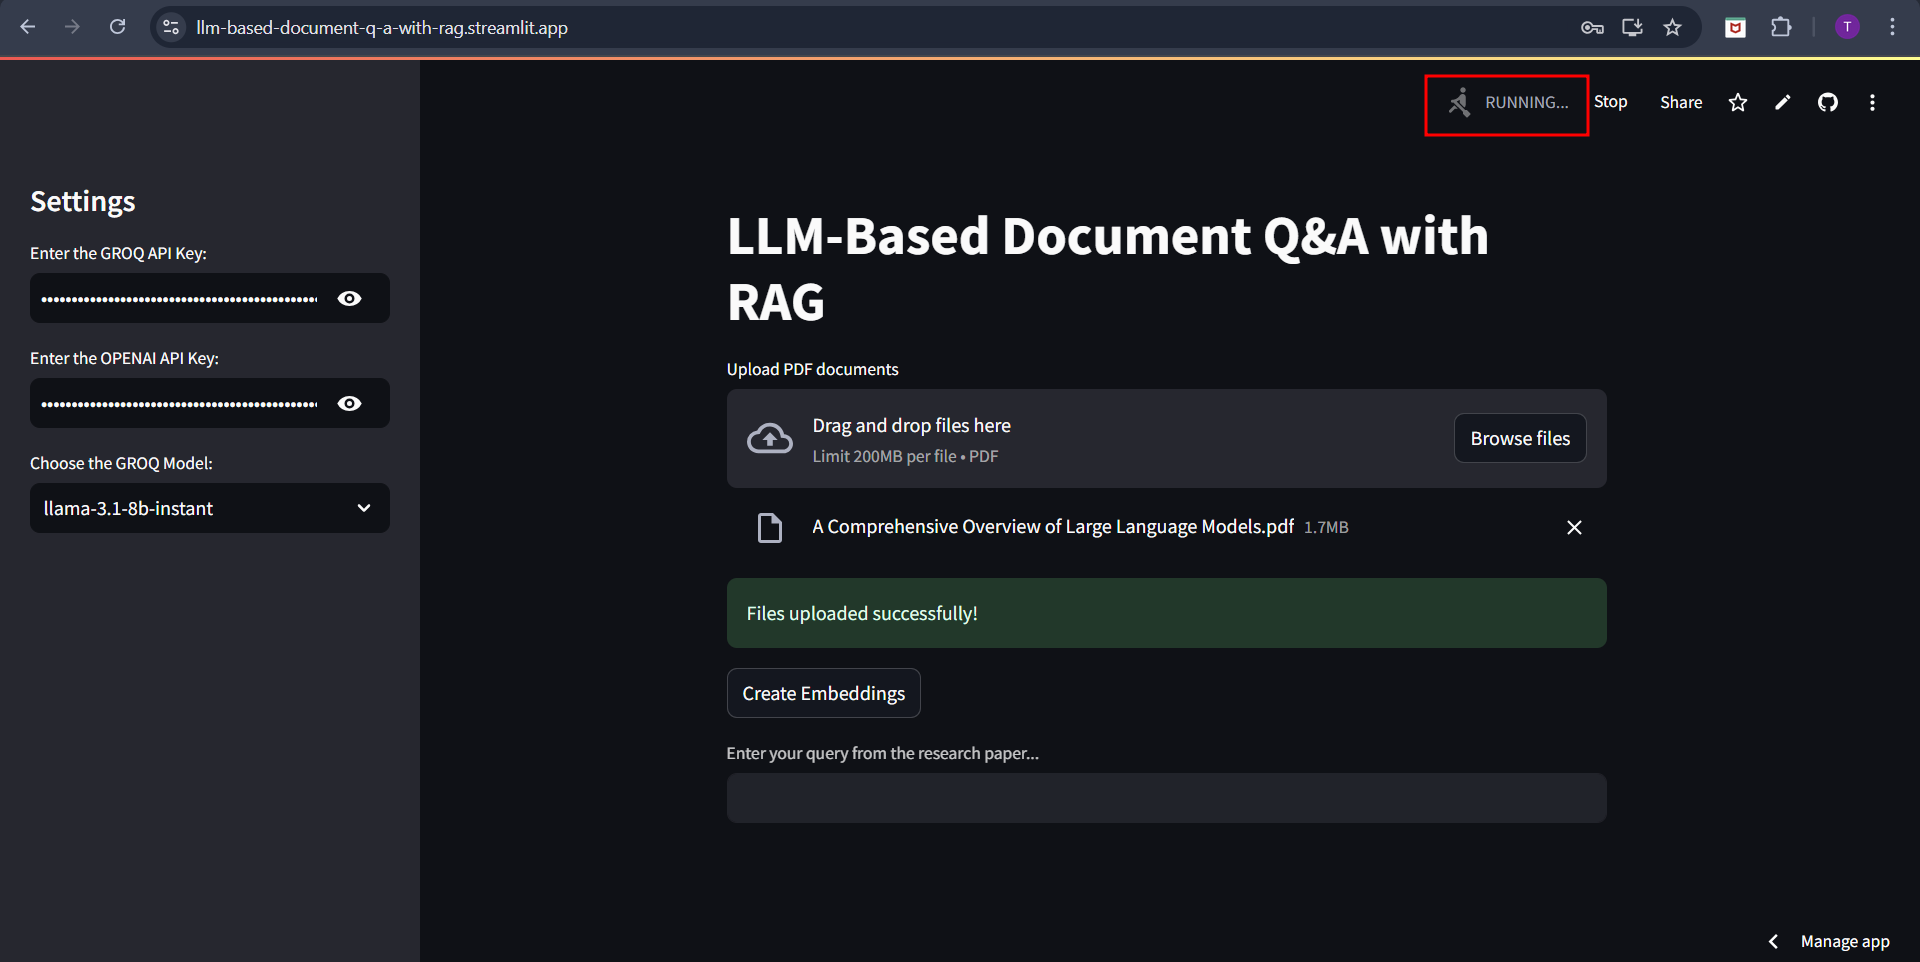 llm-based-document-q-a-with-rag.streamlit.app
T
RUNNING...
Stop
Share
Settings
Enter the GROQ API Key:
Enter the OPENAI API Key:
Choose the GROQ Model:
llama-3.1-8b-instant
LLM-Based Document Q&A with
RAG
Upload PDF documents
Drag and drop files here
Limit 200MB per file • PDF
Browse files
A Comprehensive Overview of Large Language Models.pdf 1.7MB
Files uploaded successfully!
Create Embeddings
Enter your query from the research paper...
Manage app